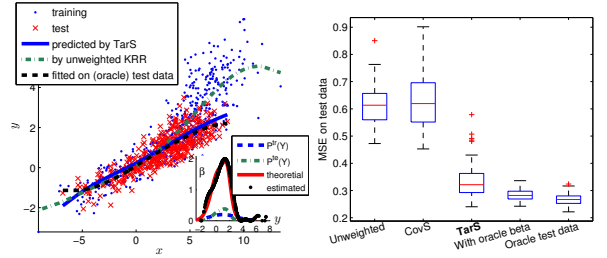 training
test
predicted by TarS
by unweighted KRR
fitted on (oracle) test data
y
6
4
2
0
−2
−5
0
5
10
x
β
2
1
0
−2
0
2
4
6
y
P^tr(Y)
P^te(Y)
theoretial
estimated
MSE on test data
0.9
0.8
0.7
0.6
0.5
0.4
0.3
0.2
Unweighted
CovS
TarS
With oracle beta
Oracle test data